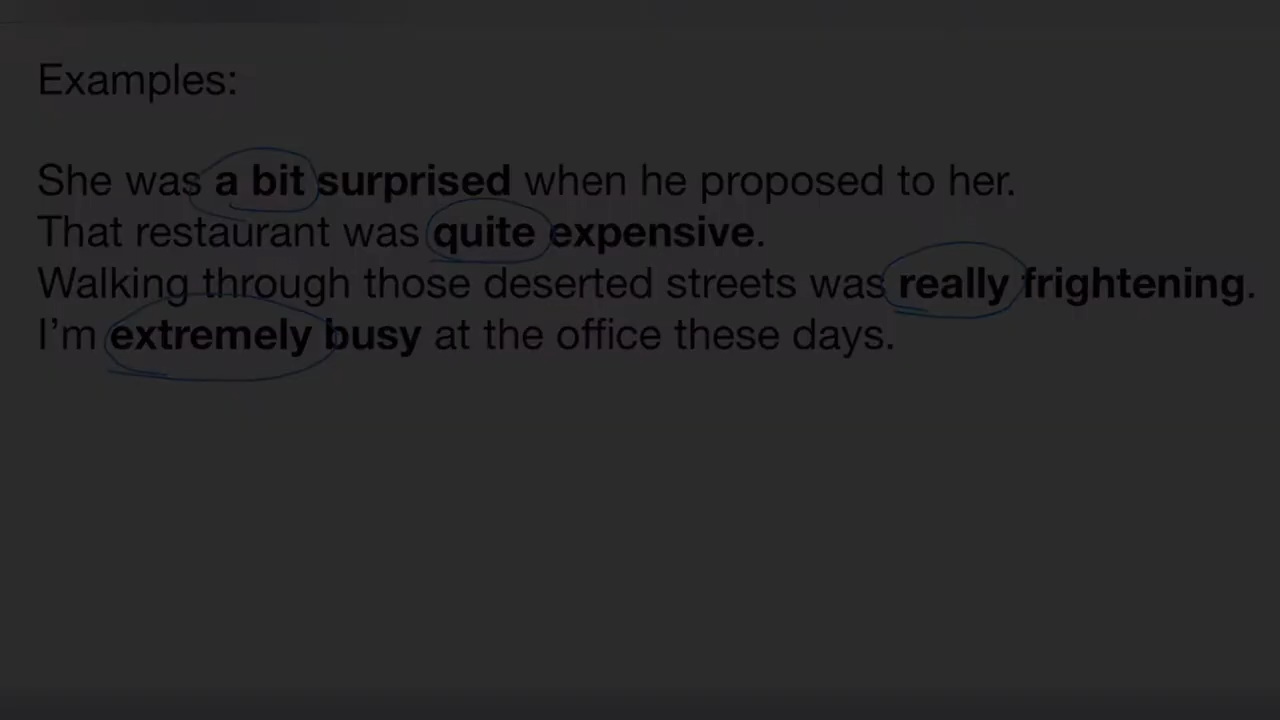 Examples:
She was a bit surprised when he proposed to her.
That restaurant was quite expensive.
Walking through those deserted streets was really frightening.
I’m extremely busy at the office these days.